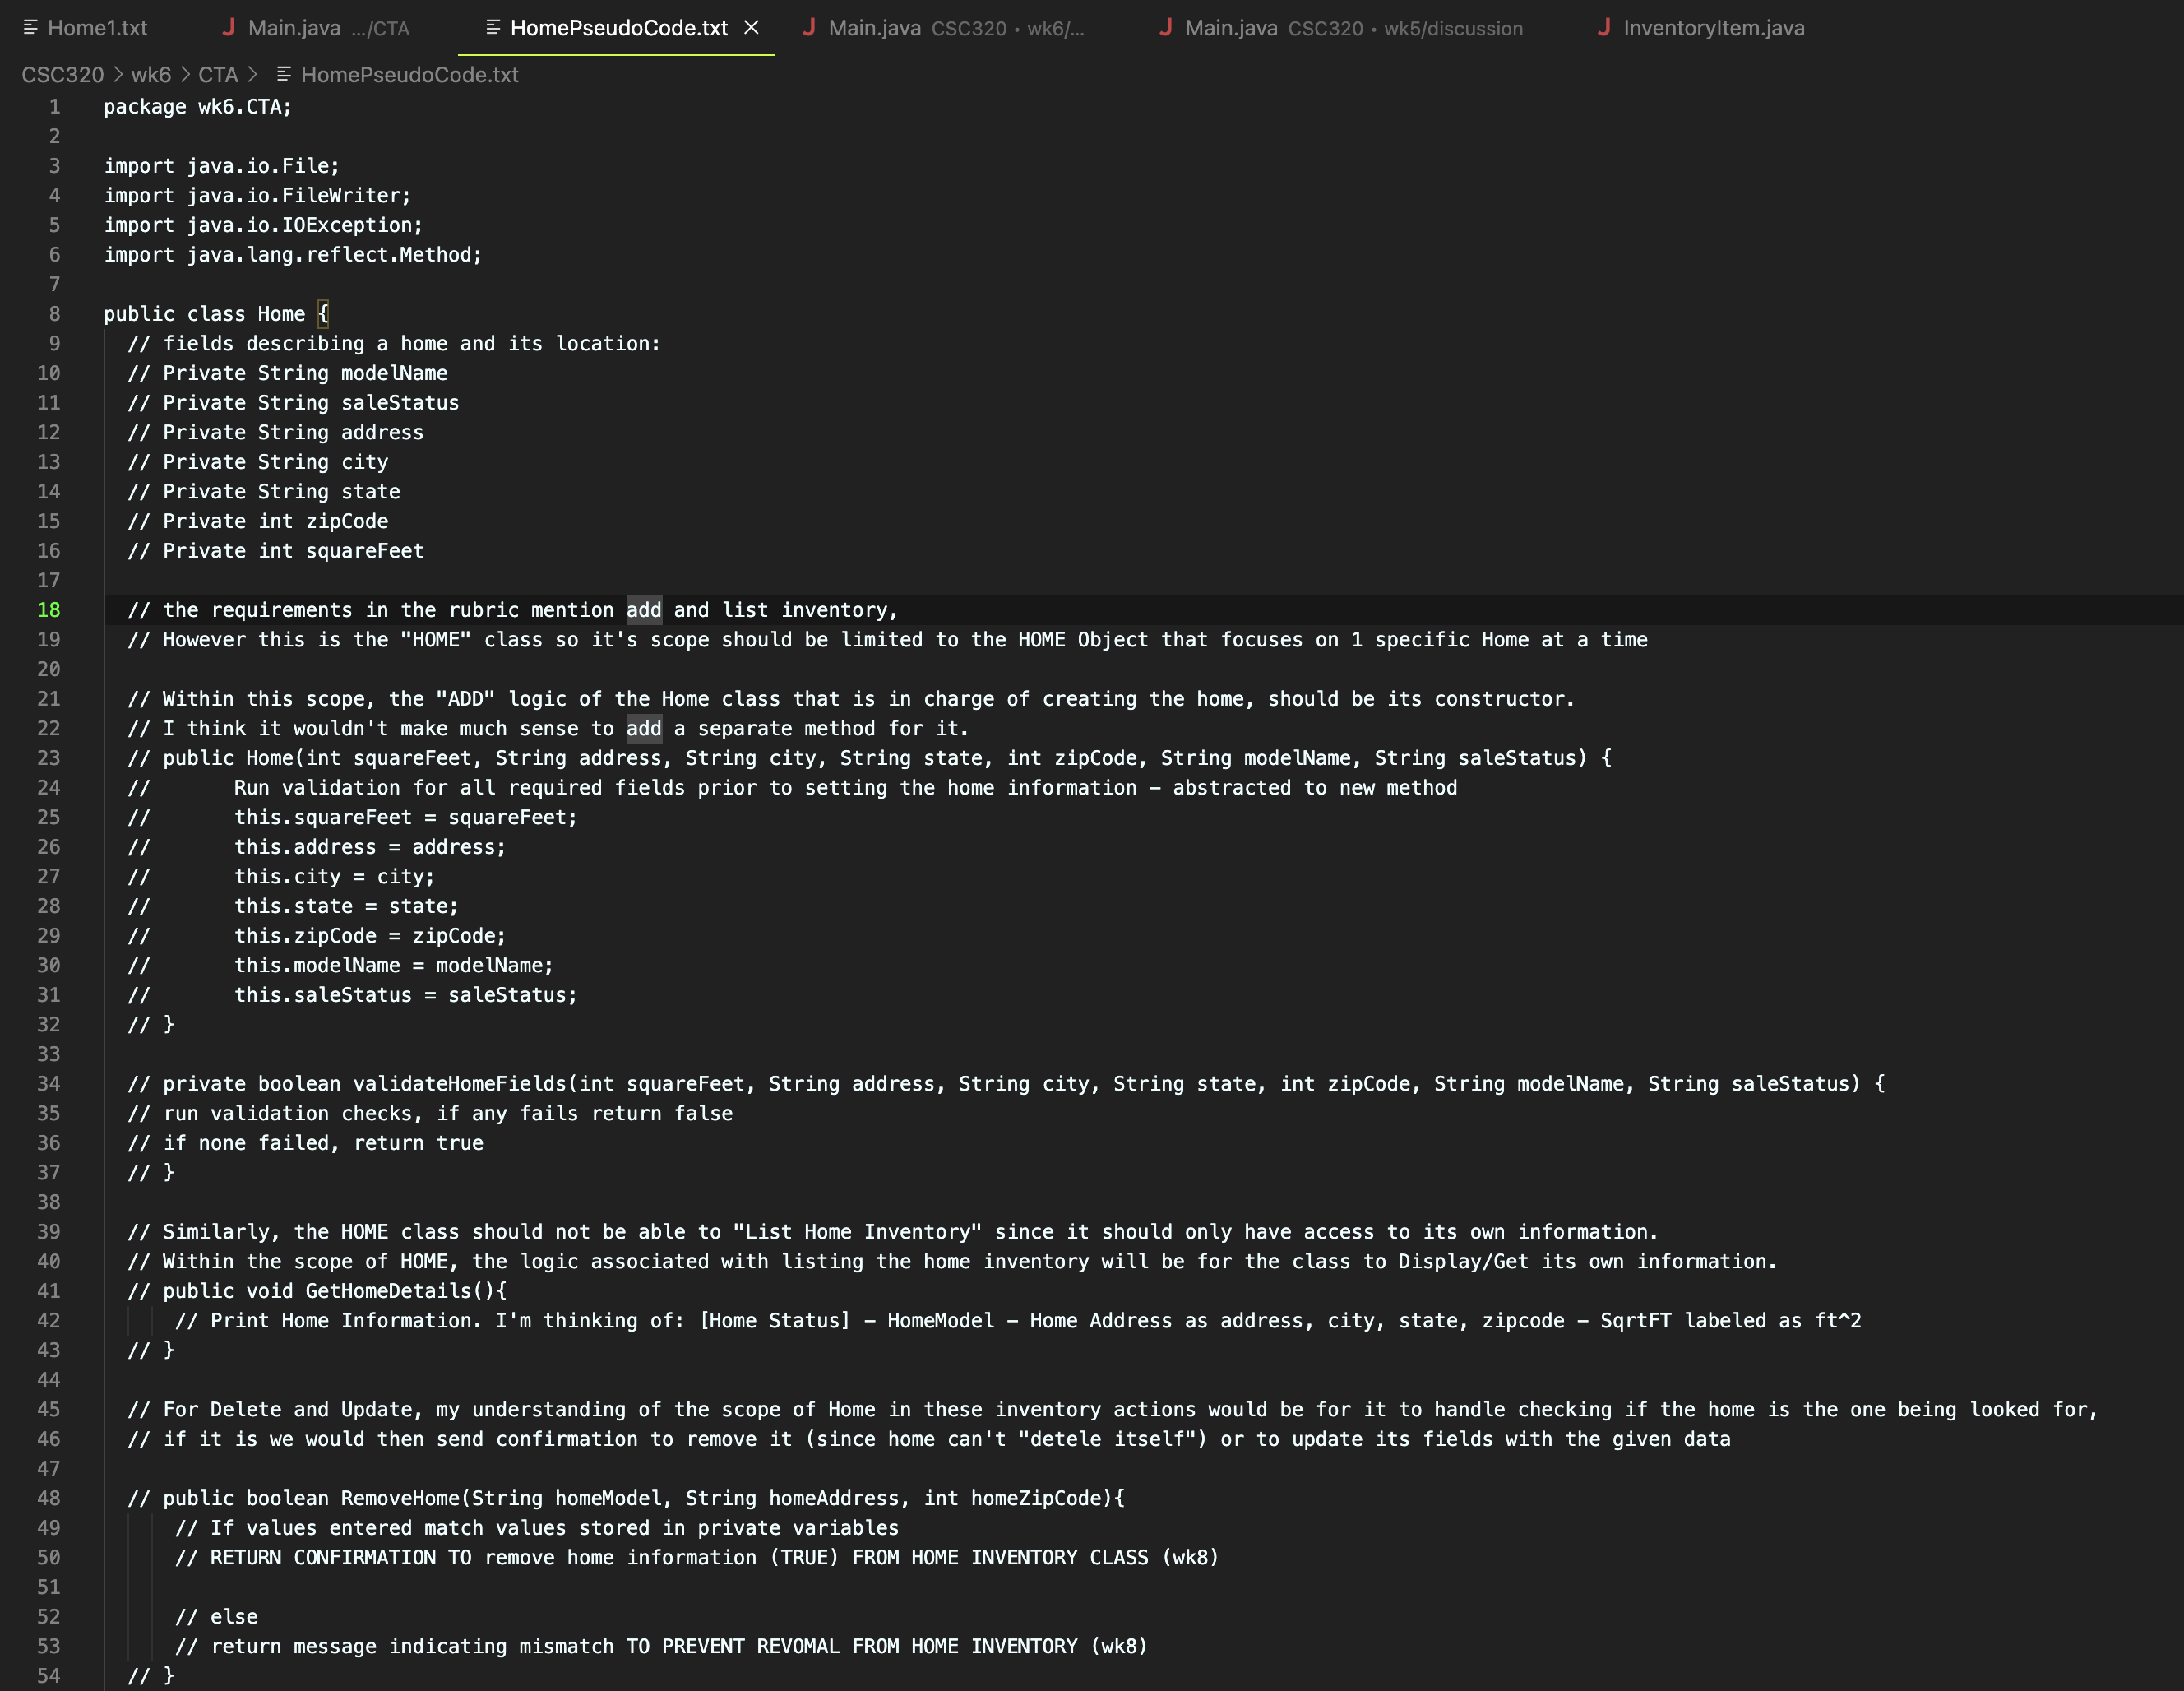 Home1.txt Main.java .../CTA HomePseudoCode.txt Main.java CSC320 • wk6/... Main.java CSC320 • wk5/discussion InventoryItem.java
CSC320 > wk6 > CTA > HomePseudoCode.txt
1 package wk6.CTA;
2
3 import java.io.File;
4 import java.io.FileWriter;
5 import java.io.IOException;
6 import java.lang.reflect.Method;
7
8 public class Home {
9 // fields describing a home and its location:
10 // Private String modelName
11 // Private String saleStatus
12 // Private String address
13 // Private String city
14 // Private String state
15 // Private int zipCode
16 // Private int squareFeet
17
18 // the requirements in the rubric mention add and list inventory,
19 // However this is the "HOME" class so it's scope should be limited to the HOME Object that focuses on 1 specific Home at a time
20
21 // Within this scope, the "ADD" logic of the Home class that is in charge of creating the home, should be its constructor.
22 // I think it wouldn't make much sense to add a separate method for it.
23 // public Home(int squareFeet, String address, String city, String state, int zipCode, String modelName, String saleStatus) {
24 // Run validation for all required fields prior to setting the home information – abstracted to new method
25 // this.squareFeet = squareFeet;
26 // this.address = address;
27 // this.city = city;
28 // this.state = state;
29 // this.zipCode = zipCode;
30 // this.modelName = modelName;
31 // this.saleStatus = saleStatus;
32 // }
33
34 // private boolean validateHomeFields(int squareFeet, String address, String city, String state, int zipCode, String modelName, String saleStatus) {
35 // run validation checks, if any fails return false
36 // if none failed, return true
37 // }
38
39 // Similarly, the HOME class should not be able to "List Home Inventory" since it should only have access to its own information.
40 // Within the scope of HOME, the logic associated with listing the home inventory will be for the class to Display/Get its own information.
41 // public void GetHomeDetails(){
42 // Print Home Information. I'm thinking of: [Home Status] – HomeModel – Home Address as address, city, state, zipcode – SqrtFT labeled as ft^2
43 // }
44
45 // For Delete and Update, my understanding of the scope of Home in these inventory actions would be for it to handle checking if the home is the one being looked for,
46 // if it is we would then send confirmation to remove it (since home can't "detele itself") or to update its fields with the given data
47
48 // public boolean RemoveHome(String homeModel, String homeAddress, int homeZipCode){
49 // If values entered match values stored in private variables
50 // RETURN CONFIRMATION TO remove home information (TRUE) FROM HOME INVENTORY CLASS (wk8)
51
52 // else
53 // return message indicating mismatch TO PREVENT REVOMAL FROM HOME INVENTORY (wk8)
54 // }